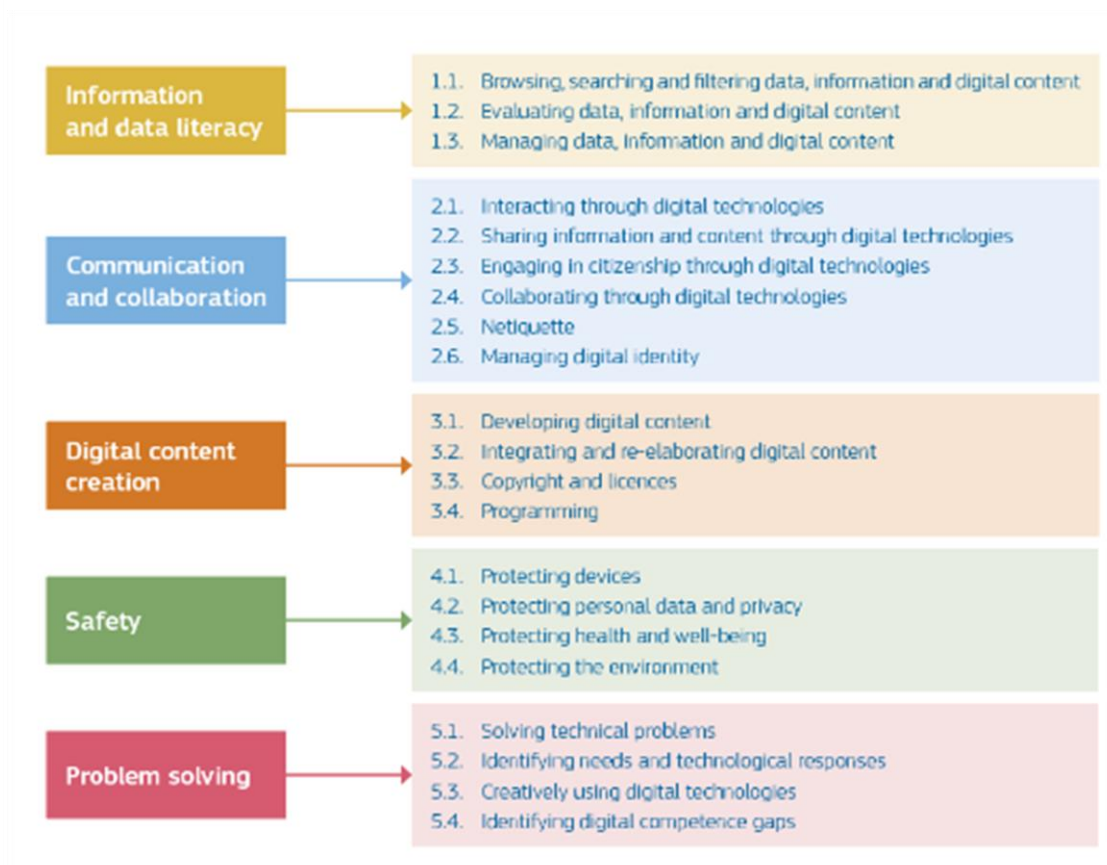 Information
and data literacy
1.1. Browsing, searching and filtering data, information and digital content
1.2. Evaluating data, information and digital content
1.3. Managing data, information and digital content
Communication
and collaboration
2.1. Interacting through digital technologies
2.2. Sharing information and content through digital technologies
2.3. Engaging in citizenship through digital technologies
2.4. Collaborating through digital technologies
2.5. Netiquette
2.6. Managing digital identity
Digital content
creation
3.1. Developing digital content
3.2. Integrating and re-elaborating digital content
3.3. Copyright and licences
3.4. Programming
Safety
4.1. Protecting devices
4.2. Protecting personal data and privacy
4.3. Protecting health and well-being
4.4. Protecting the environment
Problem solving
5.1. Solving technical problems
5.2. Identifying needs and technological responses
5.3. Creatively using digital technologies
5.4. Identifying digital competence gaps